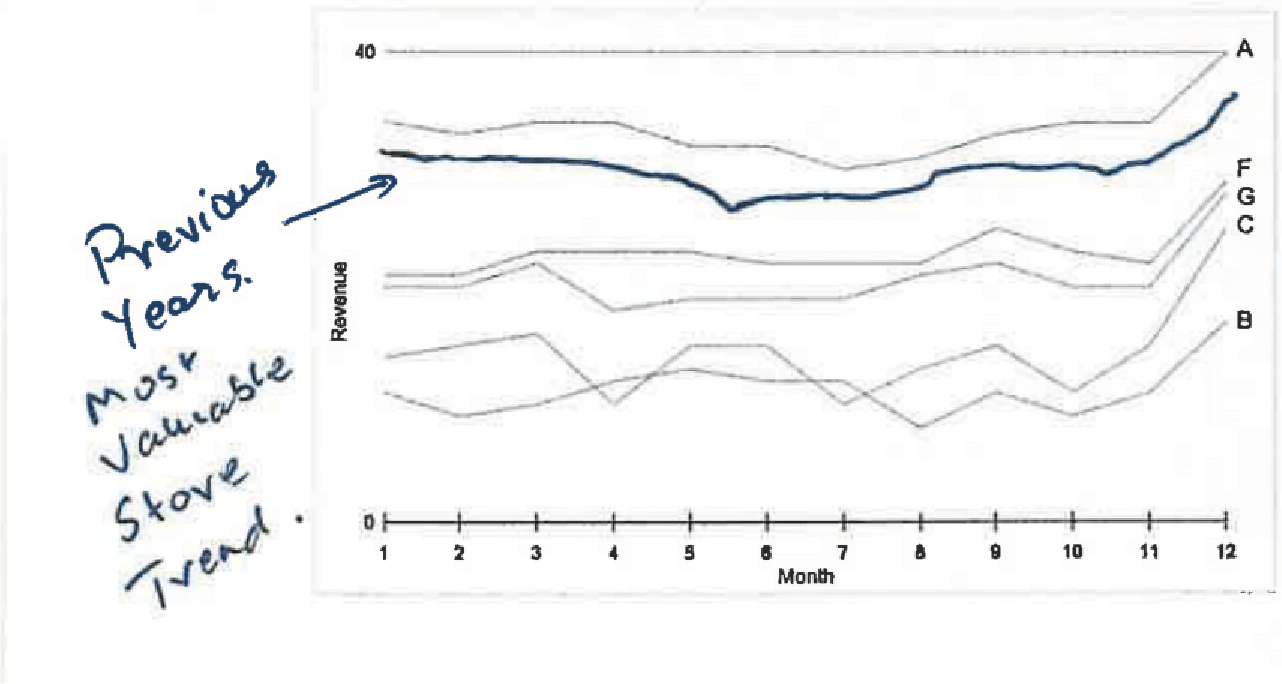 40
A
Previous
Years.
F
G
C
Most
Valuable
Revenue
B
Store
Trend.
0
1 2 3 4 5 6 7 8 9 10 11 12
Month